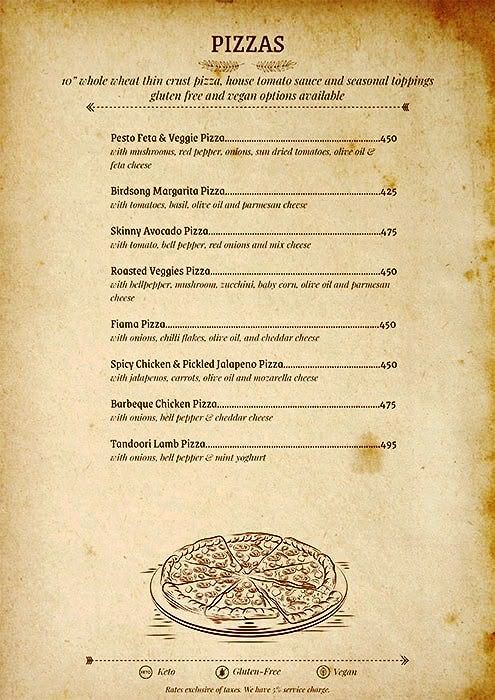 PIZZAS
10" whole wheat thin crust pizza, house tomato sauce and seasonal toppings
gluten free and vegan options available
Pesto Feta & Veggie Pizza...450
with mushrooms, red pepper, onions, sun dried tomatoes, olive oil &
feta cheese
Birdsong Margarita Pizza...425
with tomatoes, basil, olive oil and parmesan cheese
Skinny Avocado Pizza...475
with tomato, bell pepper, red onions and mix cheese
Roasted Veggies Pizza...450
with bellpepper, mushroom, zucchini, baby corn, olive oil and parmesan
cheese
Fiama Pizza...450
with onions, chilli flakes, olive oil, and cheddar cheese
Spicy Chicken & Pickled Jalapeno Pizza...450
with jalapenos, carrots, olive oil and mozarella cheese
Barbeque Chicken Pizza...475
with onions, bell pepper & cheddar cheese
Tandoori Lamb Pizza...495
with onions, bell pepper & mint yoghurt
Keto Gluten-Free Vegan
Rates exclusive of taxes. We have 5% service charge.